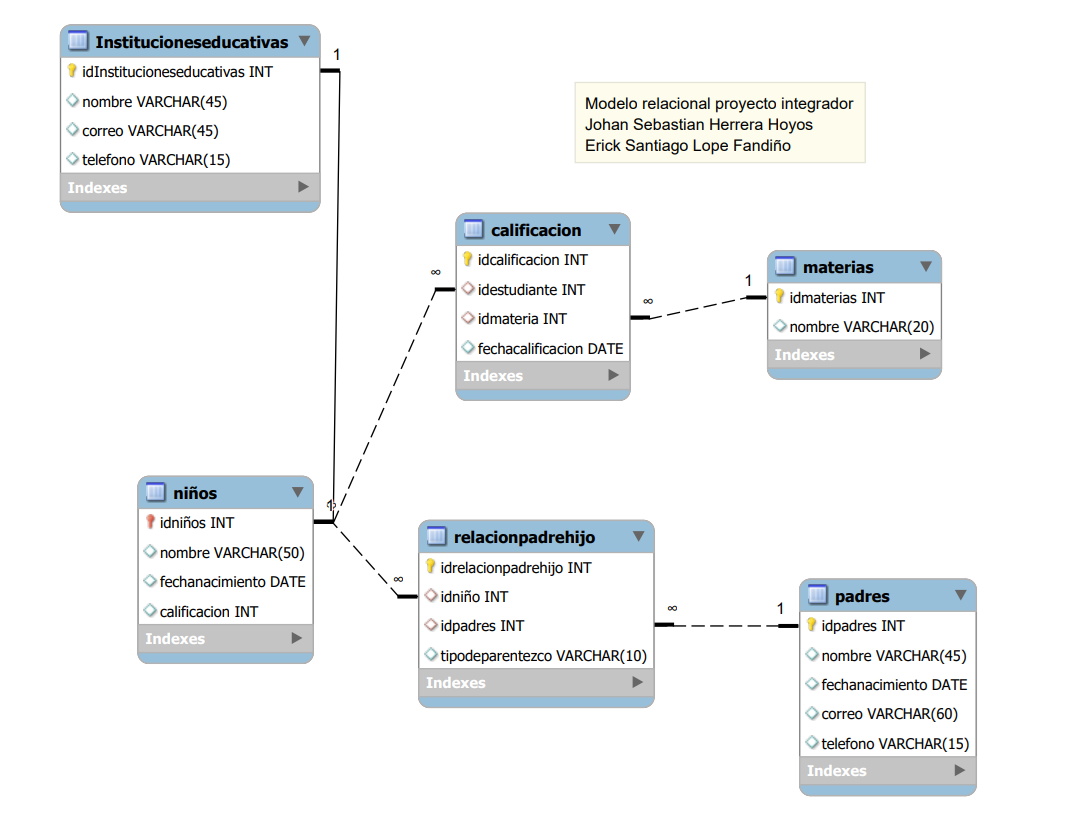 Institucioneseducativas
idInstitucioneseducativas INT
nombre VARCHAR(45)
correo VARCHAR(45)
telefono VARCHAR(15)
Indexes
1
Modelo relacional proyecto integrador
Johan Sebastian Herrera Hoyos
Erick Santiago Lope Fandiño
calificacion
idcalificacion INT
idestudiante INT
idmateria INT
fechacalificacion DATE
Indexes
∞
∞
1
materias
idmaterias INT
nombre VARCHAR(20)
Indexes
niños
idniños INT
nombre VARCHAR(50)
fechanacimiento DATE
calificacion INT
Indexes
1
∞
relacionpadrehijo
idrelacionpadrehijo INT
idniño INT
idpadres INT
tipodeparentezco VARCHAR(10)
Indexes
∞
1
padres
idpadres INT
nombre VARCHAR(45)
fechanacimiento DATE
correo VARCHAR(60)
telefono VARCHAR(15)
Indexes